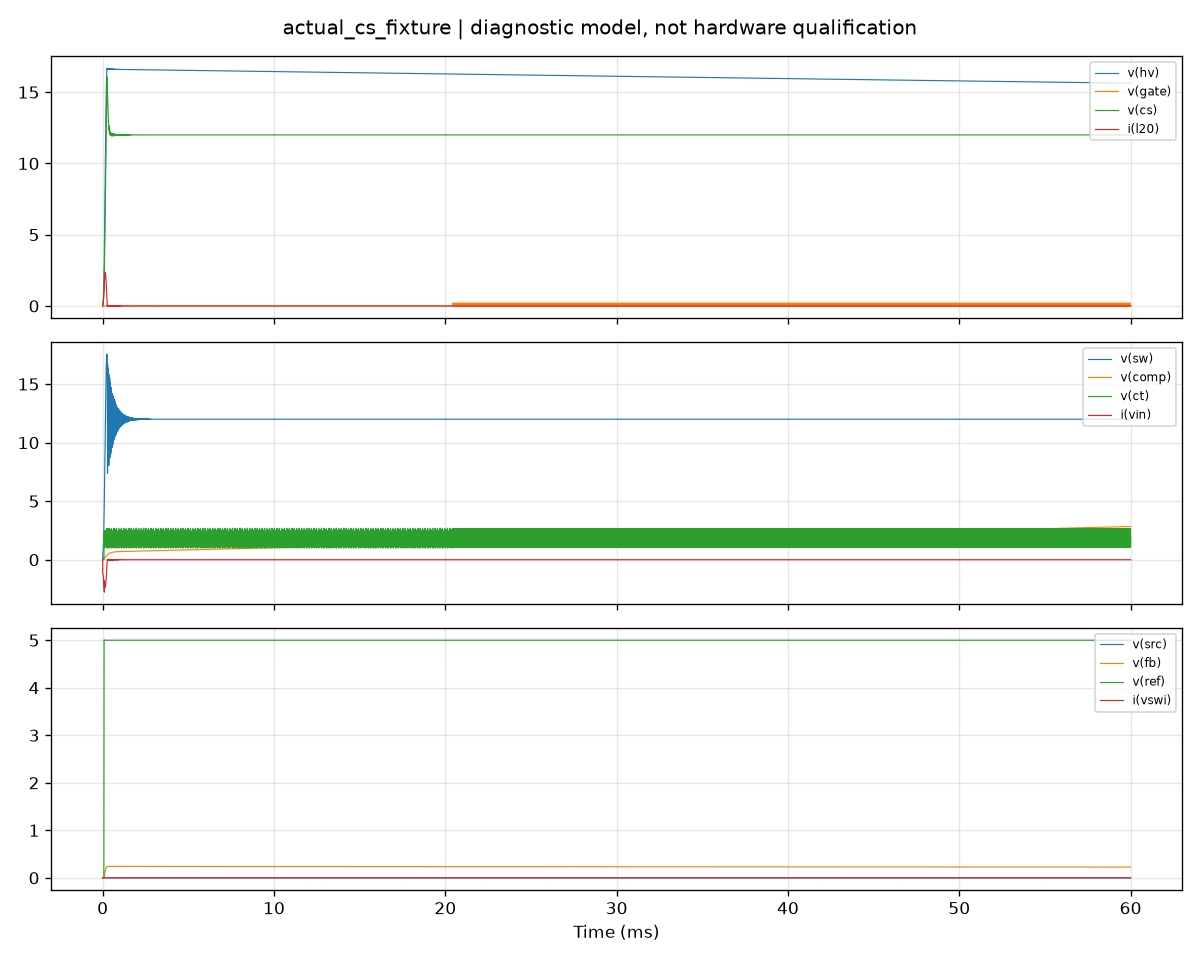 actual_cs_fixture | diagnostic model, not hardware qualification
15
10
5
0
v(hv)
v(gate)
v(cs)
i(l20)
15
10
5
0
v(sw)
v(comp)
v(ct)
i(vin)
5
4
3
2
1
0
v(src)
v(fb)
v(ref)
i(vswi)
0
10
20
30
40
50
60
Time (ms)